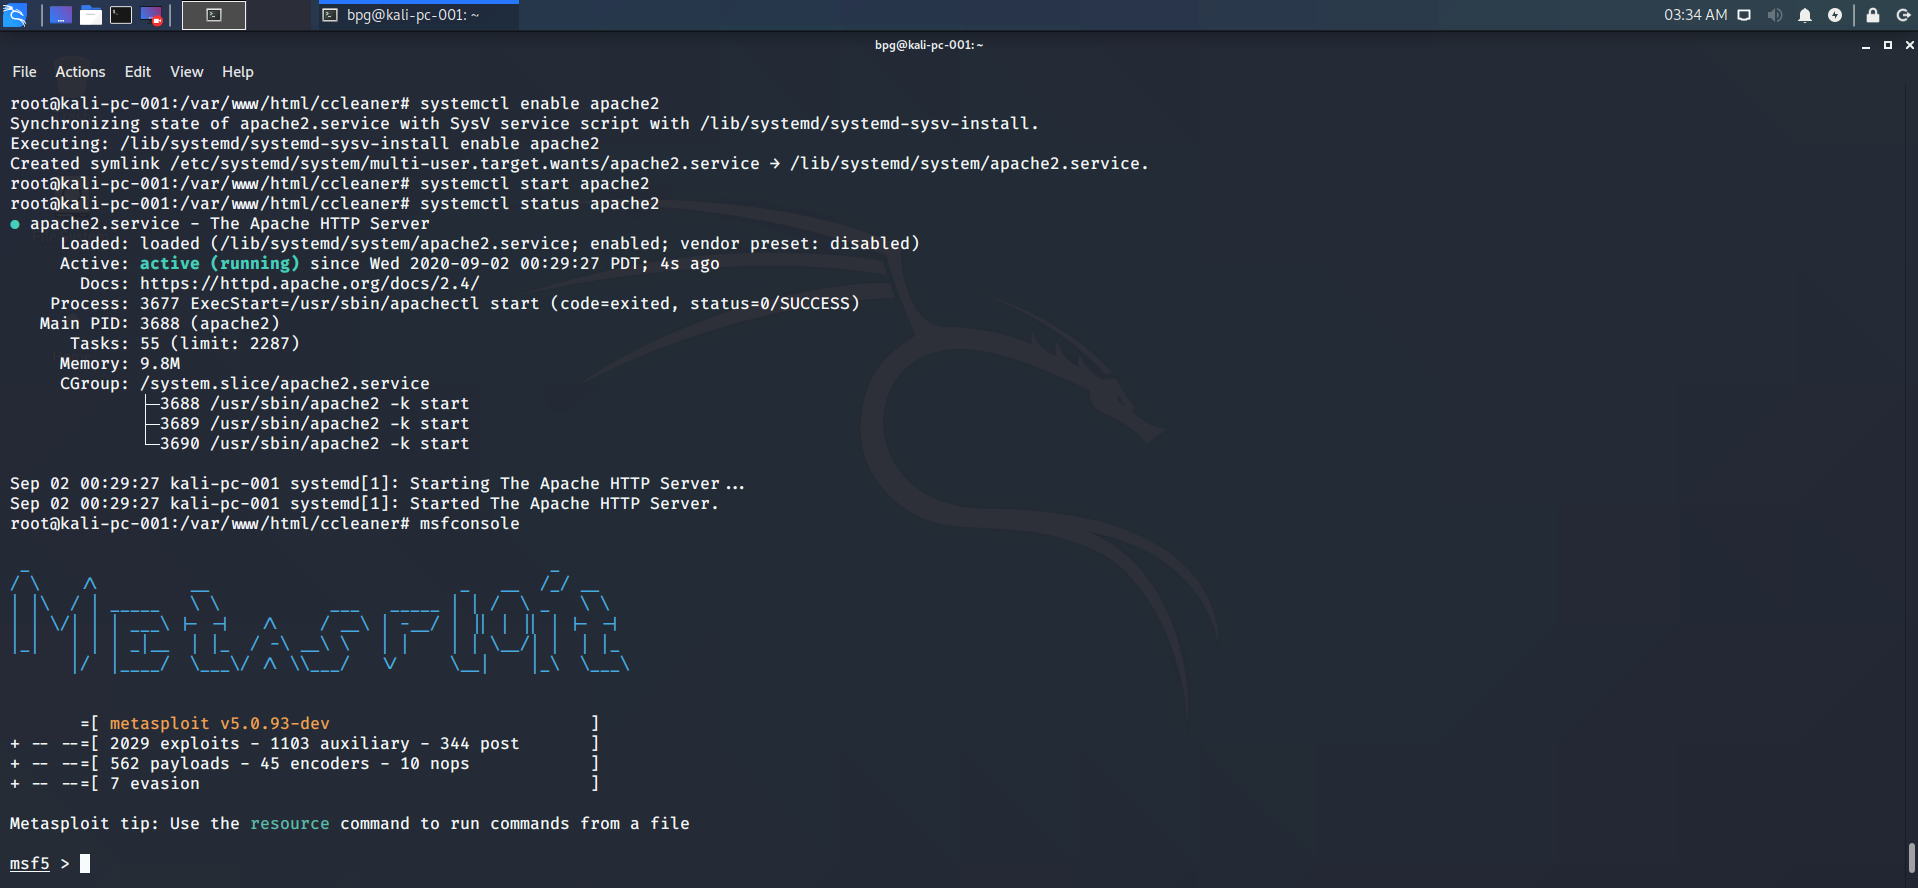 bpg@kali-pc-001: ~
03:34 AM
bpg@kali-pc-001:~
File Actions Edit View Help
root@kali-pc-001:/var/www/html/ccleaner# systemctl enable apache2
Synchronizing state of apache2.service with SysV service script with /lib/systemd/systemd-sysv-install.
Executing: /lib/systemd/systemd-sysv-install enable apache2
Created symlink /etc/systemd/system/multi-user.target.wants/apache2.service → /lib/systemd/system/apache2.service.
root@kali-pc-001:/var/www/html/ccleaner# systemctl start apache2
root@kali-pc-001:/var/www/html/ccleaner# systemctl status apache2
● apache2.service - The Apache HTTP Server
Loaded: loaded (/lib/systemd/system/apache2.service; enabled; vendor preset: disabled)
Active: active (running) since Wed 2020-09-02 00:29:27 PDT; 4s ago
Docs: https://httpd.apache.org/docs/2.4/
Process: 3677 ExecStart=/usr/sbin/apachectl start (code=exited, status=0/SUCCESS)
Main PID: 3688 (apache2)
Tasks: 55 (limit: 2287)
Memory: 9.8M
CGroup: /system.slice/apache2.service
├─3688 /usr/sbin/apache2 -k start
├─3689 /usr/sbin/apache2 -k start
└─3690 /usr/sbin/apache2 -k start
Sep 02 00:29:27 kali-pc-001 systemd[1]: Starting The Apache HTTP Server...
Sep 02 00:29:27 kali-pc-001 systemd[1]: Started The Apache HTTP Server.
root@kali-pc-001:/var/www/html/ccleaner# msfconsole
Metasploit
=[ metasploit v5.0.93-dev ]
+ -- --=[ 2029 exploits - 1103 auxiliary - 344 post ]
+ -- --=[ 562 payloads - 45 encoders - 10 nops ]
+ -- --=[ 7 evasion ]
Metasploit tip: Use the resource command to run commands from a file
msf5 >